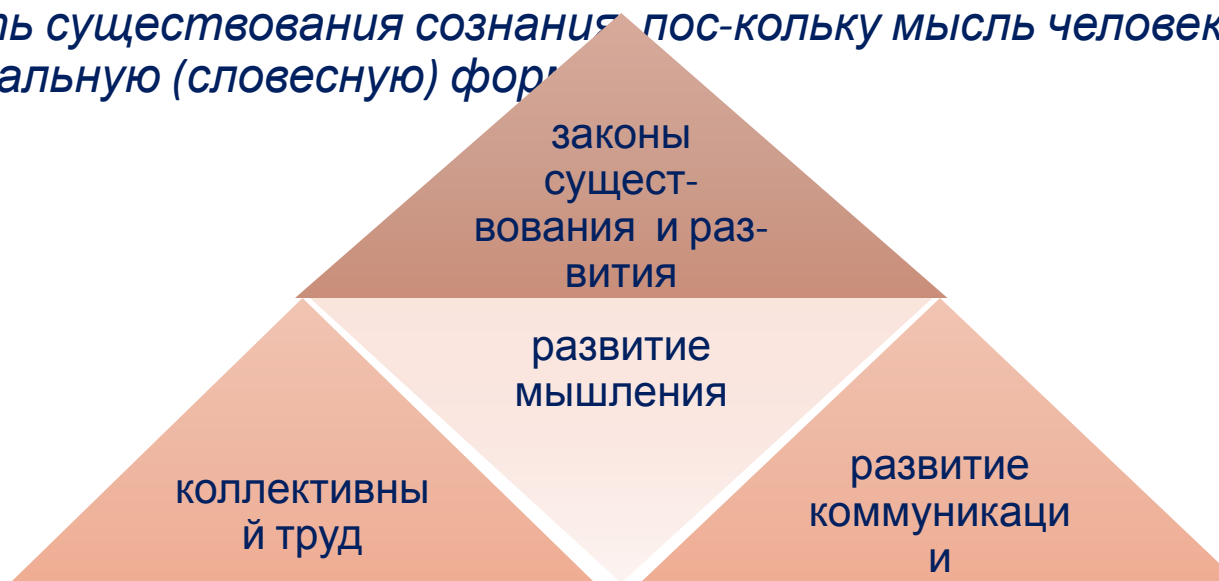 ть существования сознания, пос-кольку мысль человек
альную (словесную) фор
законы
сущест-
вования и раз-
вития
развитие
мышления
коллективны
й труд
развитие
коммуникаци
и